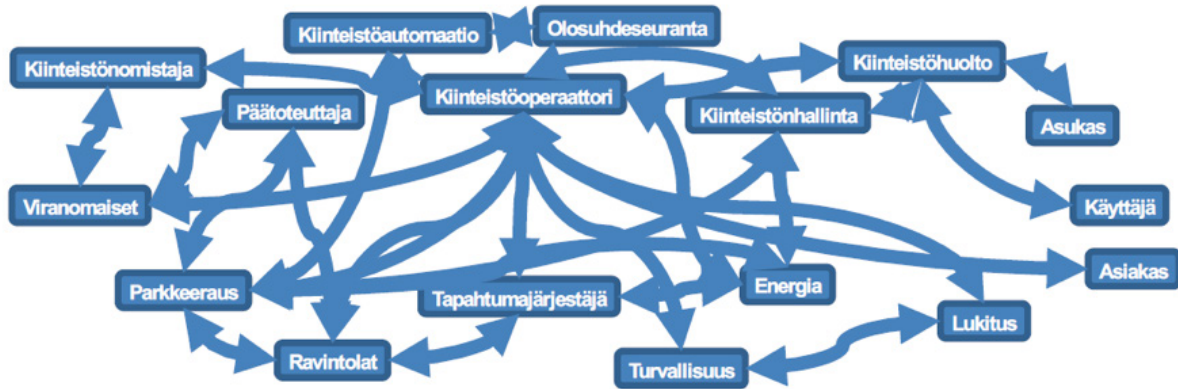 Kiinteistöautomaatio
Olosuhdeseuranta
Kiinteistönomistaja
Kiinteistöhuolto
Kiinteistöoperaattori
Päätoteuttaja
Kiinteistönhallinta
Asukas
Viranomaiset
Käyttäjä
Asiakas
Parkkeeraus
Tapahtumajärjestäjä
Energia
Lukitus
Ravintolat
Turvallisuus